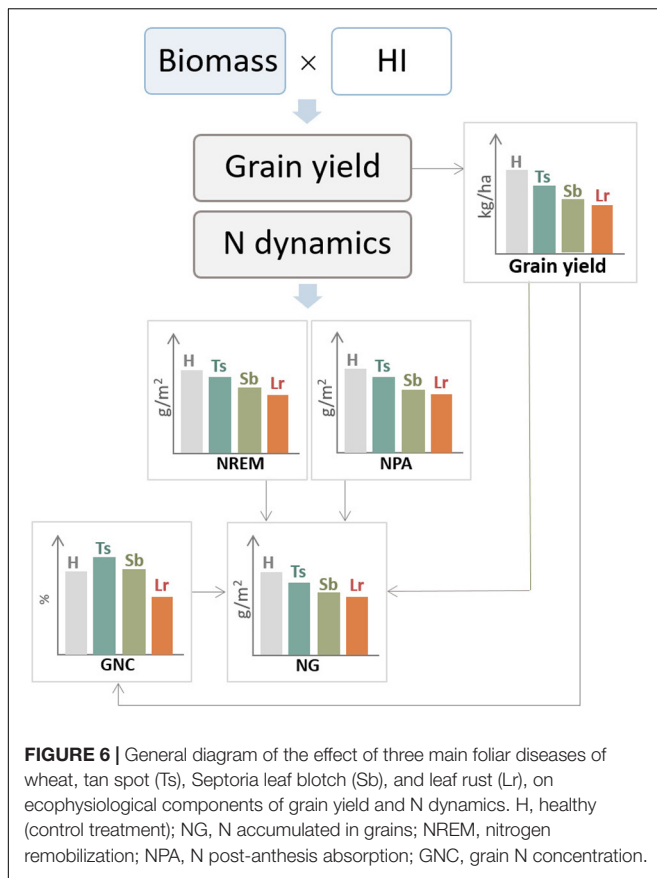 Biomass × HI
Grain yield
N dynamics
kg/ha
H
Ts
Sb
Lr
Grain yield
g/m²
H
Ts
Sb
Lr
NREM
g/m²
H
Ts
Sb
Lr
NPA
%
H
Ts
Sb
Lr
GNC
g/m²
H
Ts
Sb
Lr
NG
FIGURE 6 | General diagram of the effect of three main foliar diseases of
wheat, tan spot (Ts), Septoria leaf blotch (Sb), and leaf rust (Lr), on
ecophysiological components of grain yield and N dynamics. H, healthy
(control treatment); NG, N accumulated in grains; NREM, nitrogen
remobilization; NPA, N post-anthesis absorption; GNC, grain N concentration.